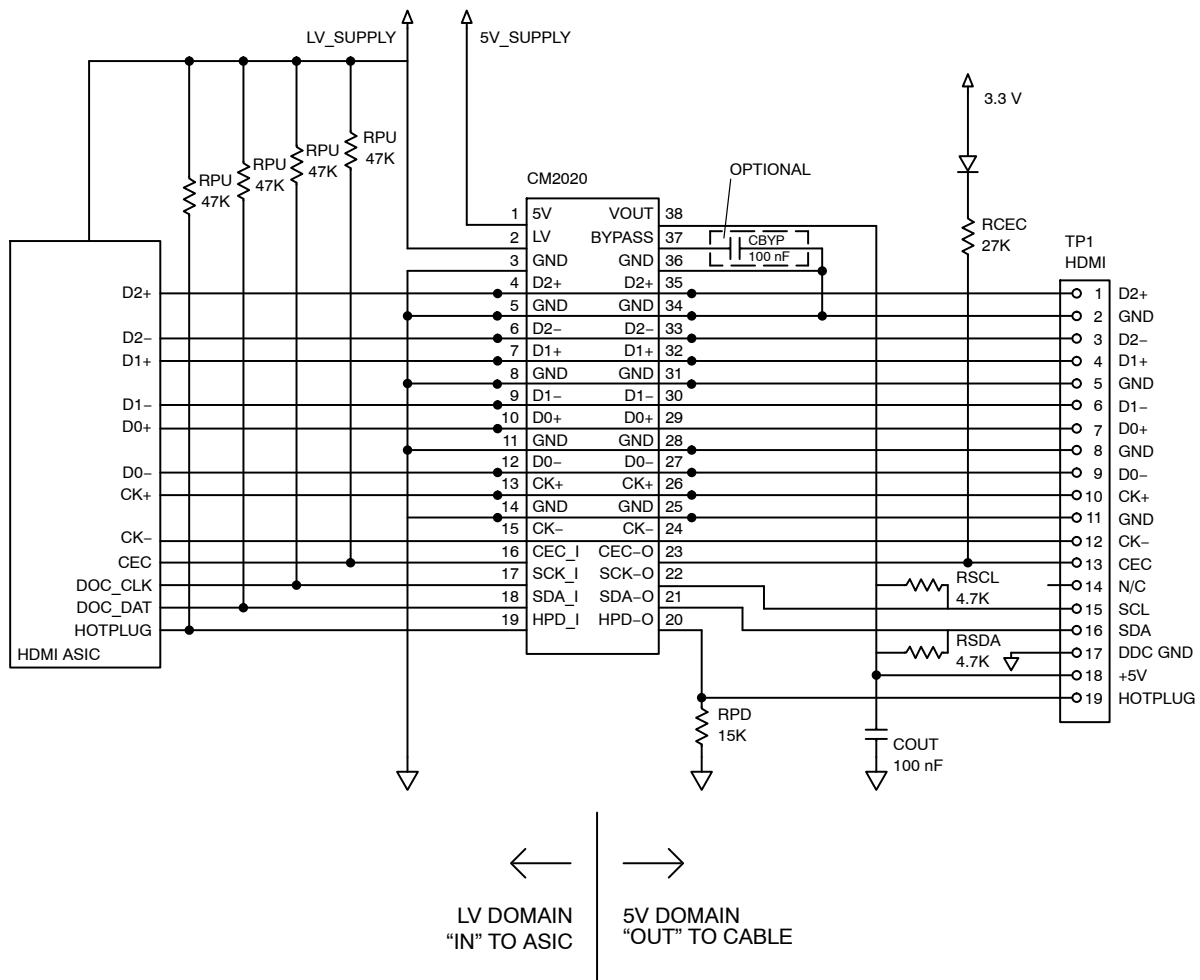 LV_SUPPLY
5V_SUPPLY
3.3 V
RPU
47K
RPU
47K
RPU
47K
RPU
47K
OPTIONAL
CM2020
1 5V VOUT 38
2 LV BYPASS 37
3 GND GND 36
4 D2+ D2+ 35
5 GND GND 34
6 D2− D2− 33
7 D1+ D1+ 32
8 GND GND 31
9 D1− D1− 30
10 D0+ D0+ 29
11 GND GND 28
12 D0− D0− 27
13 CK+ CK+ 26
14 GND GND 25
15 CK− CK− 24
16 CEC_I CEC−O 23
17 SCK_I SCK−O 22
18 SDA_I SDA−O 21
19 HPD_I HPD−O 20
CBYP
100 nF
RCEC
27K
TP1
HDMI
D2+
D2−
D1+
D1−
D0+
D0−
CK+
CK−
CEC
DOC_CLK
DOC_DAT
HOTPLUG
HDMI ASIC
1 D2+
2 GND
3 D2−
4 D1+
5 GND
6 D1−
7 D0+
8 GND
9 D0−
10 CK+
11 GND
12 CK−
13 CEC
14 N/C
15 SCL
16 SDA
17 DDC GND
18 +5V
19 HOTPLUG
RSCL
4.7K
RSDA
4.7K
RPD
15K
COUT
100 nF
LV DOMAIN
“IN” TO ASIC
5V DOMAIN
“OUT” TO CABLE